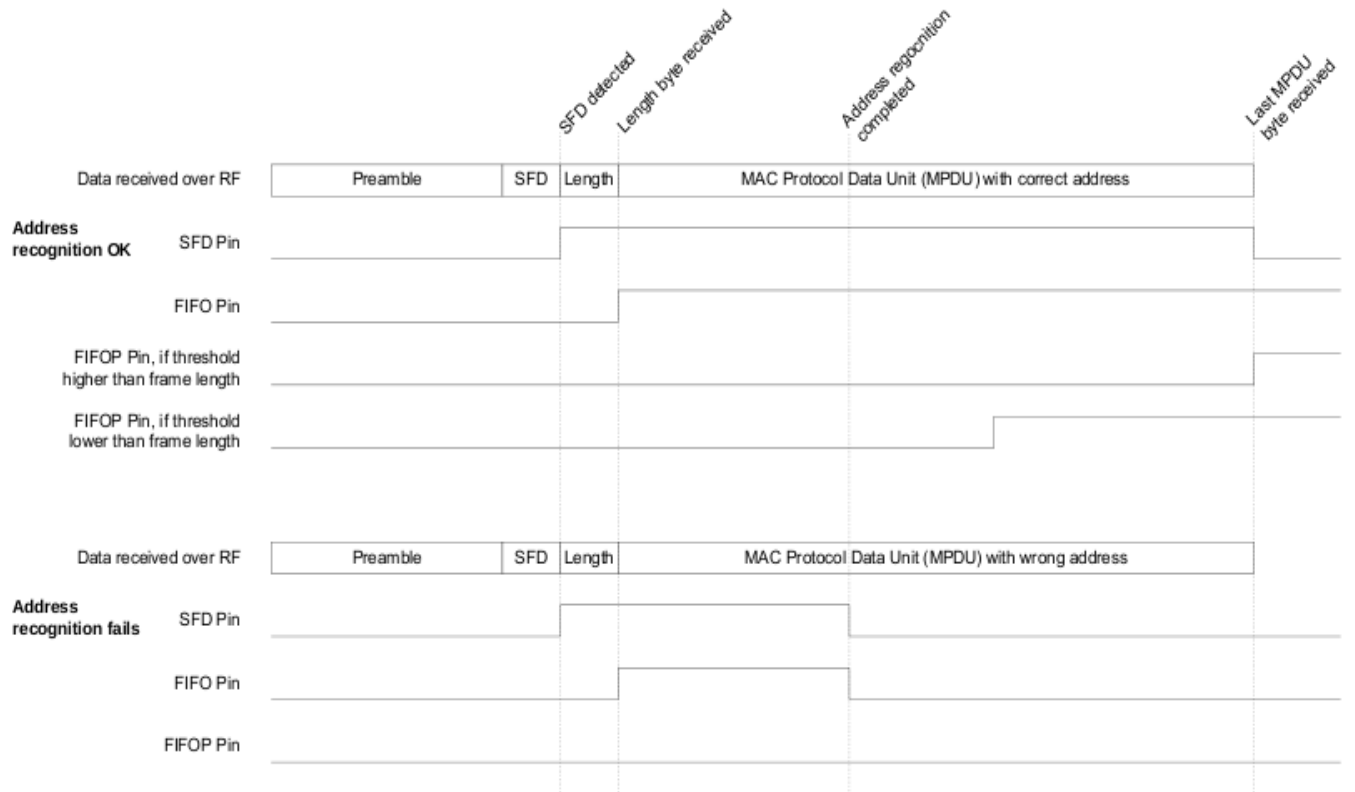 SFD detected
Length byte received
Address regocnition
completed
Last MPDU
byte received
Data received over RF
Preamble
SFD
Length
MAC Protocol Data Unit (MPDU) with correct address
Address
recognition OK
SFD Pin
FIFO Pin
FIFOP Pin, if threshold
higher than frame length
FIFOP Pin, if threshold
lower than frame length
Data received over RF
Preamble
SFD
Length
MAC Protocol Data Unit (MPDU) with wrong address
Address
recognition fails
SFD Pin
FIFO Pin
FIFOP Pin